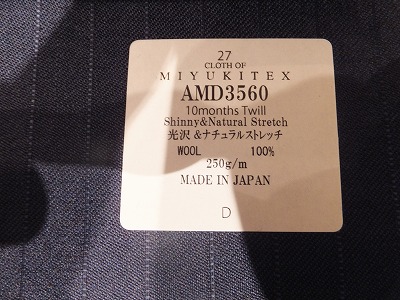 27
CLOTH OF
MIYUKITEX
AMD3560
10months Twill
Shinny&Natural Stretch
光沢 &ナチュラルストレッチ
WOOL 100%
250g/m
MADE IN JAPAN
D